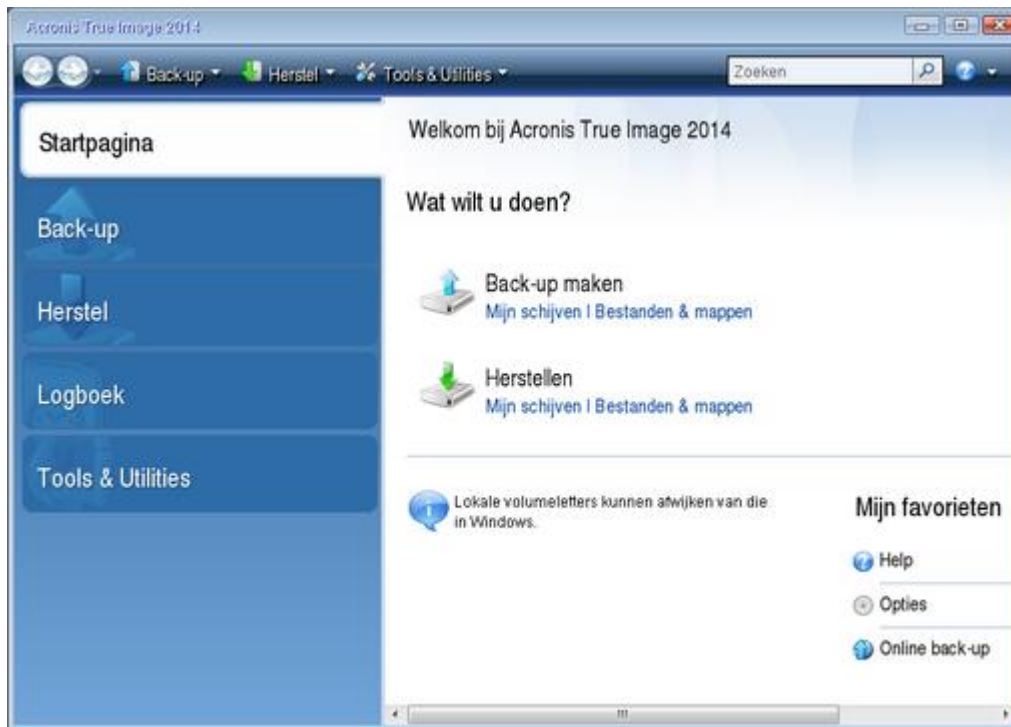 Acronis True Image 2014
Back-up Herstel Tools & Utilities Zoeken
Startpagina
Back-up
Herstel
Logboek
Tools & Utilities
Welkom bij Acronis True Image 2014
Wat wilt u doen?
Back-up maken
Mijn schijven | Bestanden & mappen
Herstellen
Mijn schijven | Bestanden & mappen
Lokale volumeletters kunnen afwijken van die
in Windows.
Mijn favorieten
Help
Opties
Online back-up